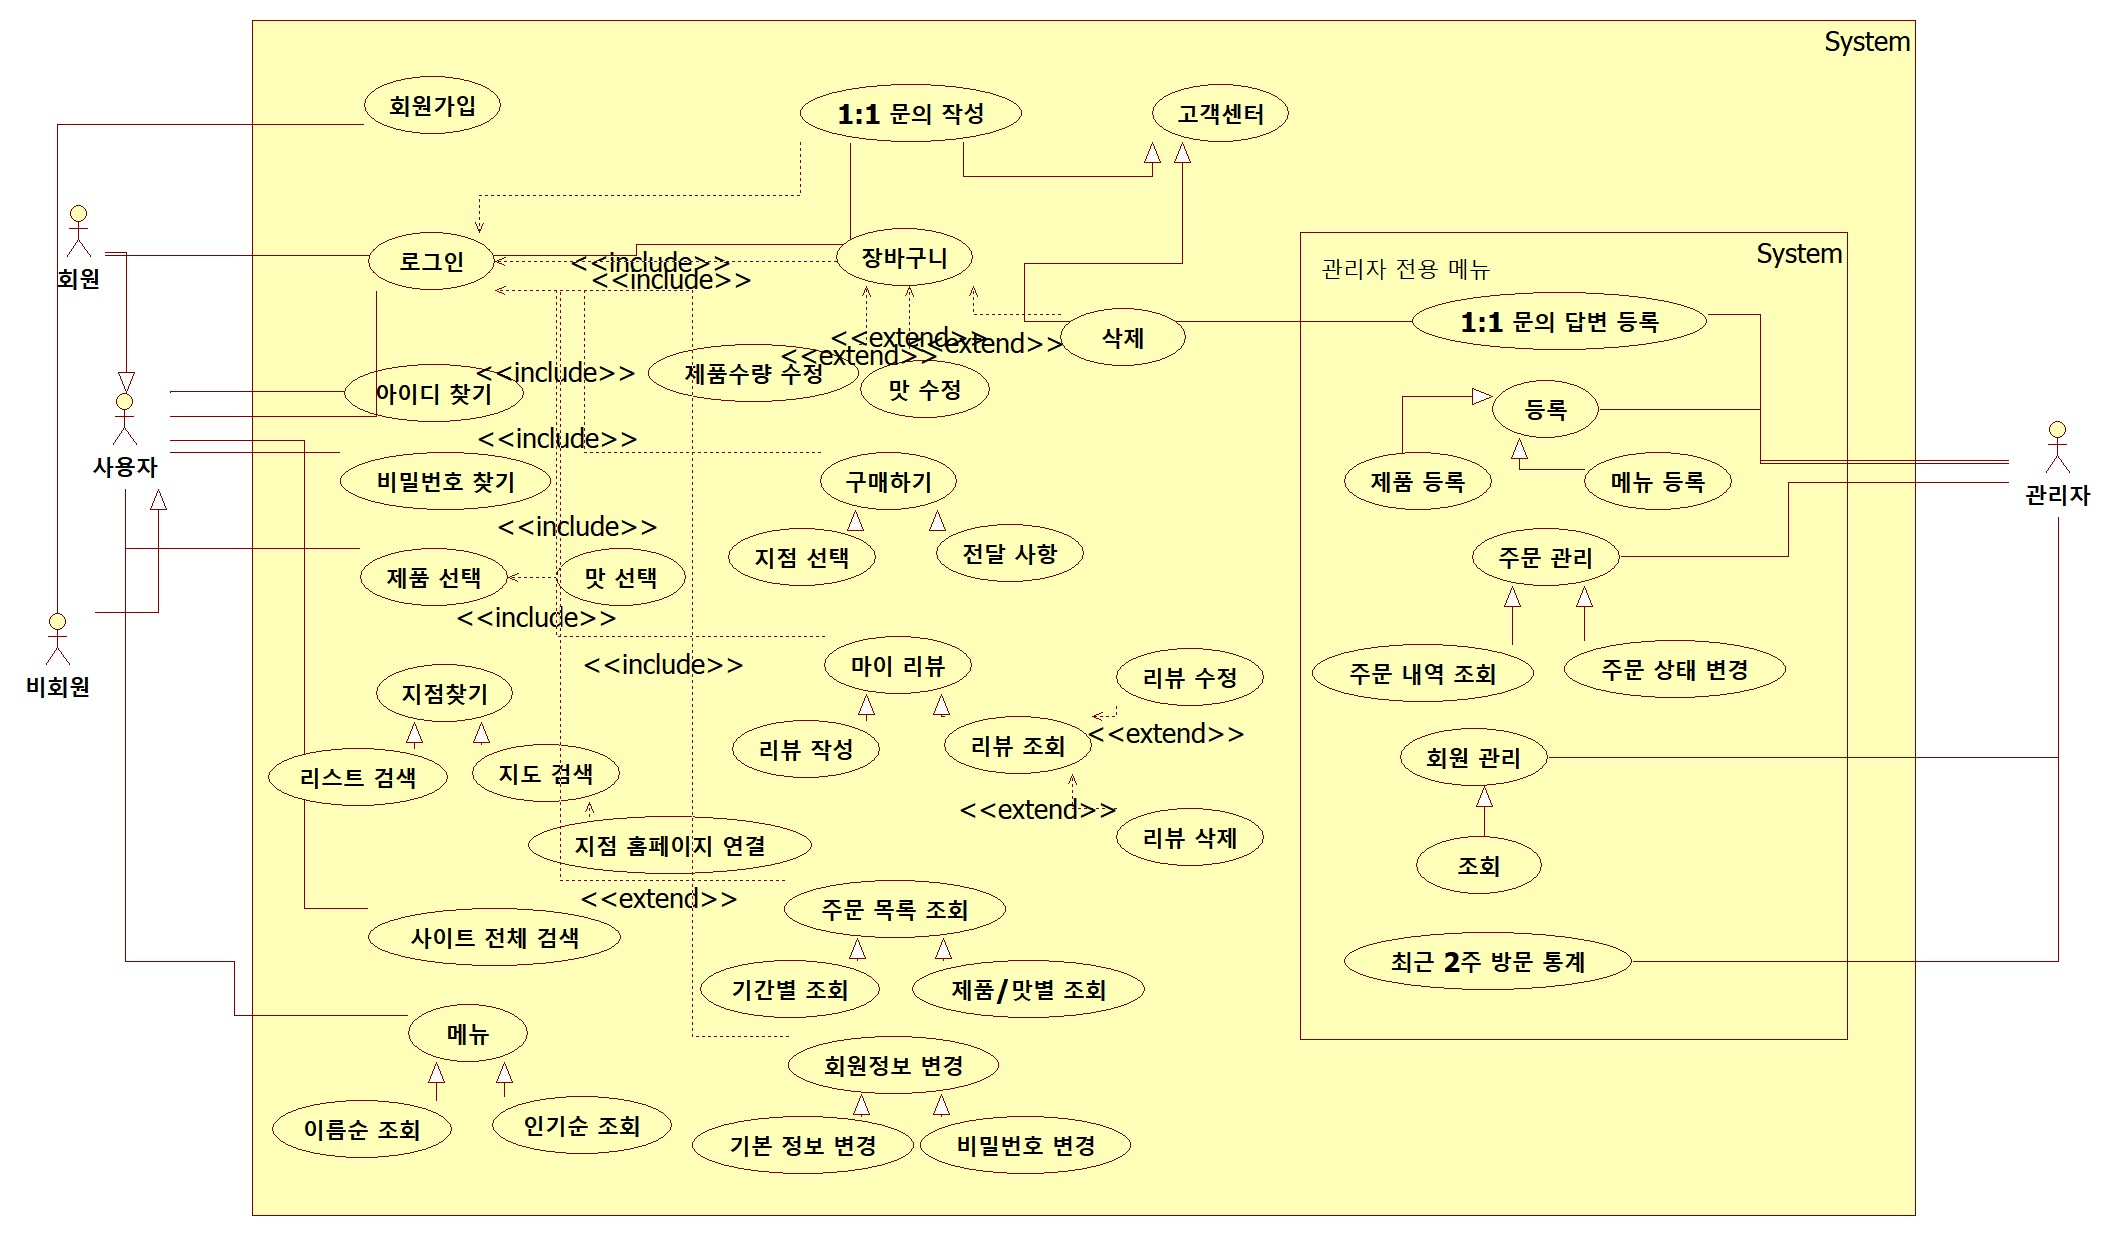 System
회원가입
1:1 문의 작성
고객센터
회원
로그인
<<include>>
<<include>>
장바구니
System
관리자 전용 메뉴
1:1 문의 답변 등록
삭제
<<extend>>
<<extend>>
<<extend>>
<<include>>
제품수량 수정
맛 수정
아이디 찾기
등록
사용자
<<include>>
비밀번호 찾기
구매하기
제품 등록
메뉴 등록
관리자
<<include>>
지점 선택
전달 사항
주문 관리
제품 선택
맛 선택
<<include>>
비회원
<<include>>
마이 리뷰
리뷰 수정
주문 내역 조회
주문 상태 변경
지점찾기
리뷰 작성
리뷰 조회
<<extend>>
회원 관리
리스트 검색
지도 검색
<<extend>>
지점 홈페이지 연결
리뷰 삭제
조회
<<extend>>
주문 목록 조회
사이트 전체 검색
기간별 조회
제품/맛별 조회
최근 2주 방문 통계
메뉴
회원정보 변경
이름순 조회
인기순 조회
기본 정보 변경
비밀번호 변경